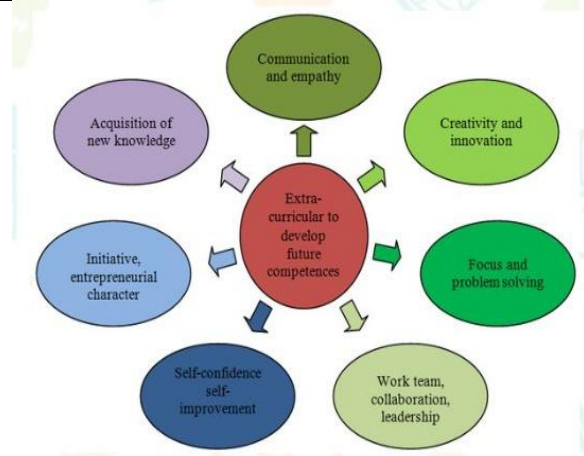 Communication
and empathy
Creativity and
innovation
Focus and
problem solving
Work team,
collaboration,
leadership
Self-confidence
self-
improvement
Initiative,
entrepreneurial
character
Acquisition of
new knowledge
Extra-
curricular to
develop
future
competences